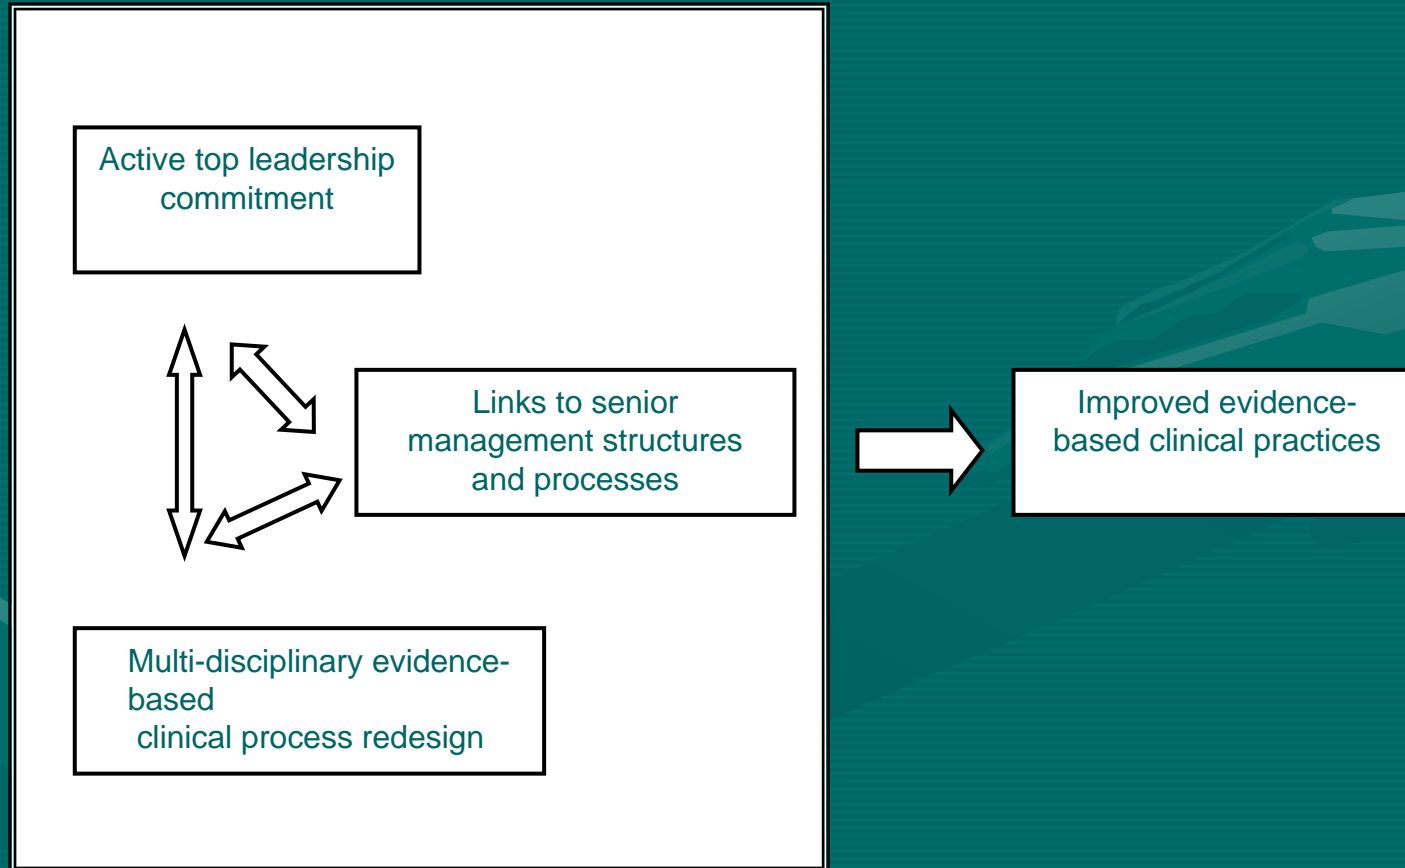 Active top leadership
commitment
Links to senior
management structures
and processes
Improved evidence-
based clinical practices
Multi-disciplinary evidence-
based
clinical process redesign